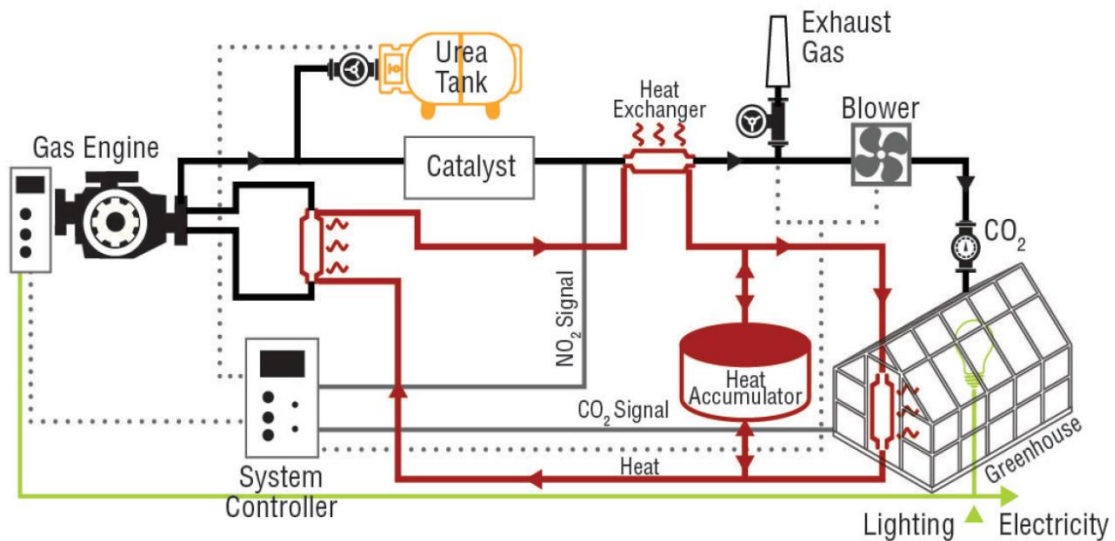 Urea
Tank
Exhaust
Gas
Heat
Exchanger
Blower
Gas Engine
Catalyst
CO₂
NO₂ Signal
Heat
Accumulator
CO₂ Signal
Greenhouse
Heat
System
Controller
Lighting
Electricity